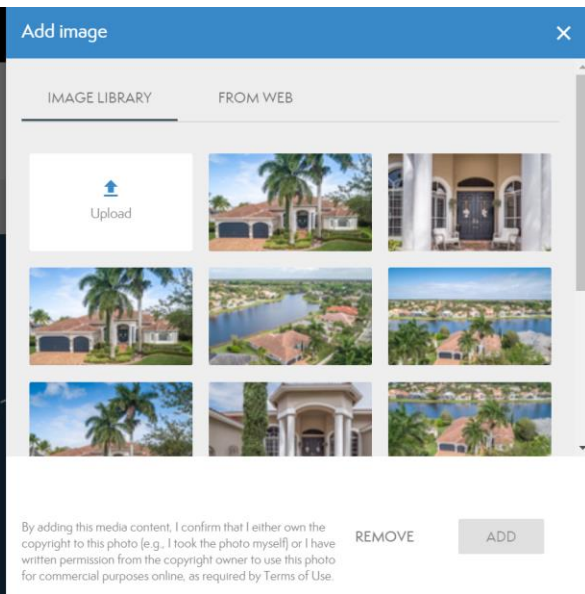 Add image
IMAGE LIBRARY
FROM WEB
Upload
By adding this media content, I confirm that I either own the
copyright to this photo (e.g., I took the photo myself) or I have
written permission from the copyright owner to use this photo
for commercial purposes online, as required by Terms of Use.
REMOVE
ADD